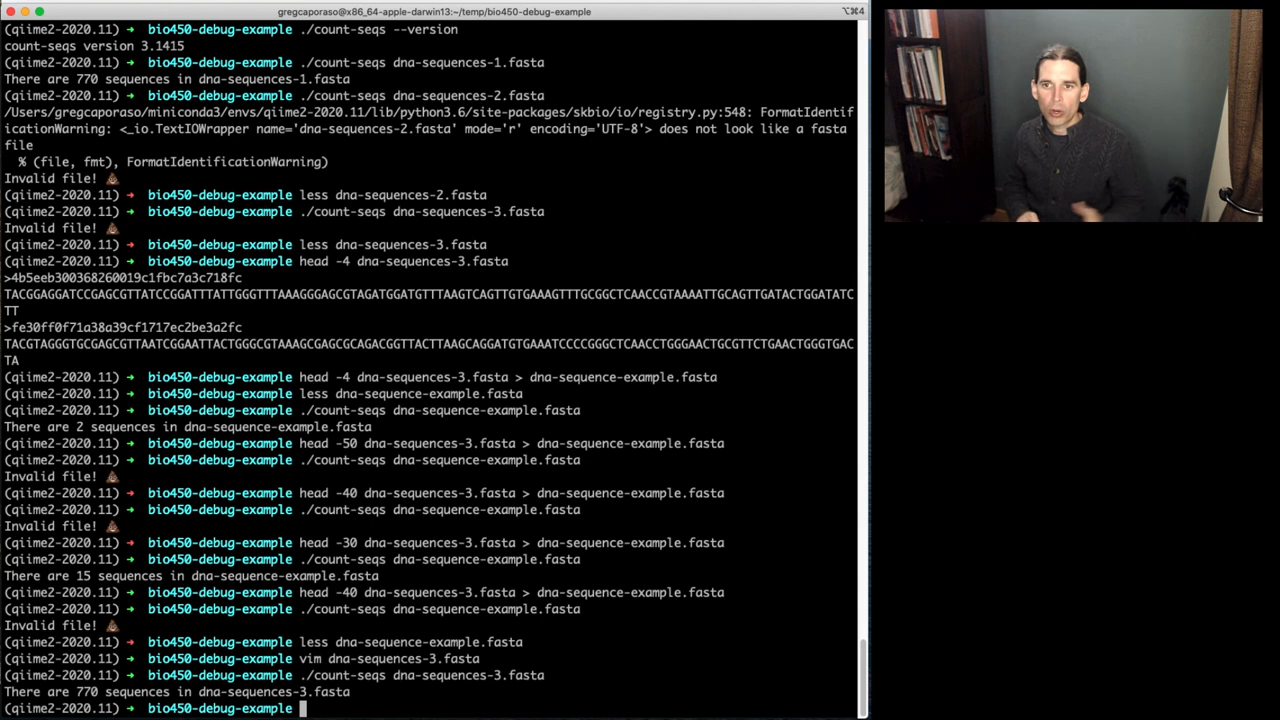 gregcaporaso@x86_64-apple-darwin13:~/temp/bio450-debug-example
⌥⌘4
(qiime2-2020.11) ➜  bio450-debug-example ./count-seqs --version
count-seqs version 3.1415
(qiime2-2020.11) ➜  bio450-debug-example ./count-seqs dna-sequences-1.fasta
There are 770 sequences in dna-sequences-1.fasta
(qiime2-2020.11) ➜  bio450-debug-example ./count-seqs dna-sequences-2.fasta
/Users/gregcaporaso/miniconda3/envs/qiime2-2020.11/lib/python3.6/site-packages/skbio/io/registry.py:548: FormatIdentif
icationWarning: <_io.TextIOWrapper name='dna-sequences-2.fasta' mode='r' encoding='UTF-8'> does not look like a fasta
file
  % (file, fmt), FormatIdentificationWarning)
Invalid file! 💩
(qiime2-2020.11) ➜  bio450-debug-example less dna-sequences-2.fasta
(qiime2-2020.11) ➜  bio450-debug-example ./count-seqs dna-sequences-3.fasta
Invalid file! 💩
(qiime2-2020.11) ➜  bio450-debug-example less dna-sequences-3.fasta
(qiime2-2020.11) ➜  bio450-debug-example head -4 dna-sequences-3.fasta
>4b5eeb300368260019c1fbc7a3c718fc
TACGGAGGATCCGAGCGTTATCCGGATTTATTGGGTTTAAAGGGAGCGTAGATGGATGTTTAAGTCAGTTGTGAAAGTTTGCGGCTCAACCGTAAAATTGCAGTTGATACTGGATATC
TT
>fe30ff0f71a38a39cf1717ec2be3a2fc
TACGTAGGGTGCGAGCGTTAATCGGAATTACTGGGCGTAAAGCGAGCGCAGACGGTTACTTAAGCAGGATGTGAAATCCCCGGGCTCAACCTGGGAACTGCGTTCTGAACTGGGTGAC
TA
(qiime2-2020.11) ➜  bio450-debug-example head -4 dna-sequences-3.fasta > dna-sequence-example.fasta
(qiime2-2020.11) ➜  bio450-debug-example less dna-sequence-example.fasta
(qiime2-2020.11) ➜  bio450-debug-example ./count-seqs dna-sequence-example.fasta
There are 2 sequences in dna-sequence-example.fasta
(qiime2-2020.11) ➜  bio450-debug-example head -50 dna-sequences-3.fasta > dna-sequence-example.fasta
(qiime2-2020.11) ➜  bio450-debug-example ./count-seqs dna-sequence-example.fasta
Invalid file! 💩
(qiime2-2020.11) ➜  bio450-debug-example head -40 dna-sequences-3.fasta > dna-sequence-example.fasta
(qiime2-2020.11) ➜  bio450-debug-example ./count-seqs dna-sequence-example.fasta
Invalid file! 💩
(qiime2-2020.11) ➜  bio450-debug-example head -30 dna-sequences-3.fasta > dna-sequence-example.fasta
(qiime2-2020.11) ➜  bio450-debug-example ./count-seqs dna-sequence-example.fasta
There are 15 sequences in dna-sequence-example.fasta
(qiime2-2020.11) ➜  bio450-debug-example head -40 dna-sequences-3.fasta > dna-sequence-example.fasta
(qiime2-2020.11) ➜  bio450-debug-example ./count-seqs dna-sequence-example.fasta
Invalid file! 💩
(qiime2-2020.11) ➜  bio450-debug-example less dna-sequence-example.fasta
(qiime2-2020.11) ➜  bio450-debug-example vim dna-sequences-3.fasta
(qiime2-2020.11) ➜  bio450-debug-example ./count-seqs dna-sequences-3.fasta
There are 770 sequences in dna-sequences-3.fasta
(qiime2-2020.11) ➜  bio450-debug-example